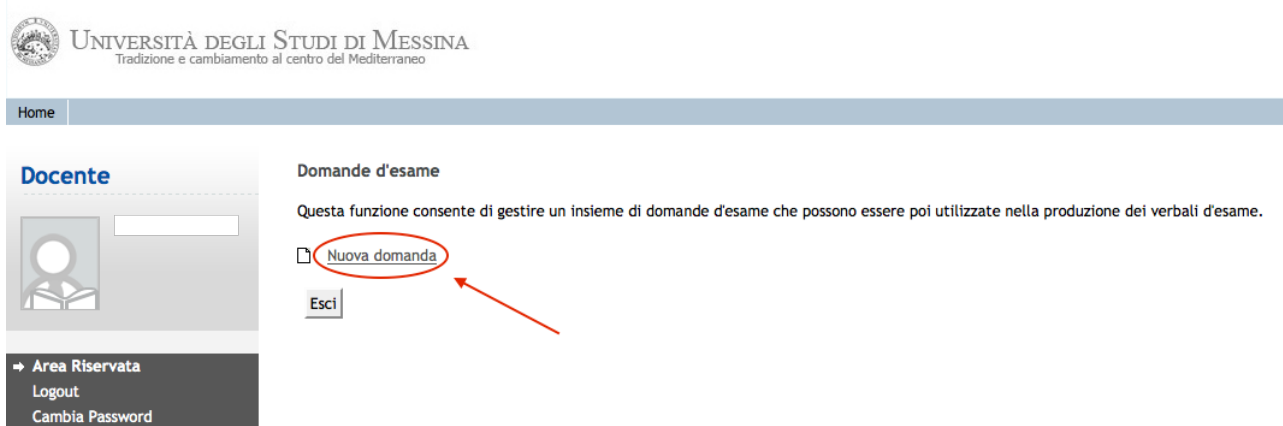 UNIVERSITÀ DEGLI STUDI DI MESSINA
Tradizione e cambiamento al centro del Mediterraneo
Home
Docente
Area Riservata
Logout
Cambia Password
Domande d'esame
Questa funzione consente di gestire un insieme di domande d'esame che possono essere poi utilizzate nella produzione dei verbali d'esame.
Nuova domanda
Esci